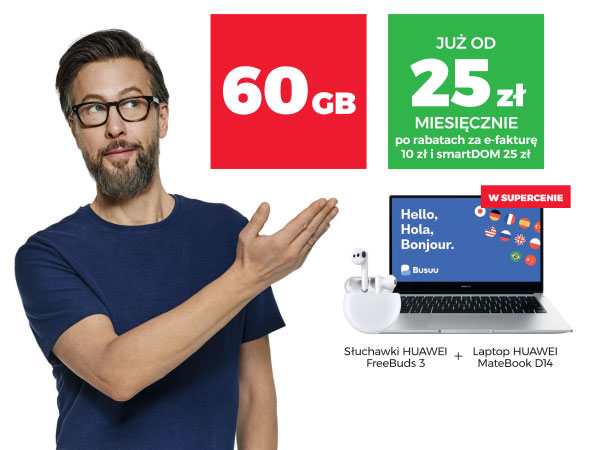 60 GB
JUŻ OD
25 zł
MIESIĘCZNIE
po rabatach za e-fakturę
10 zł i smartDOM 25 zł
W SUPERCENIE
Hello,
Hola,
Bonjour.
Busuu
Słuchawki HUAWEI
FreeBuds 3
+
Laptop HUAWEI
MateBook D14